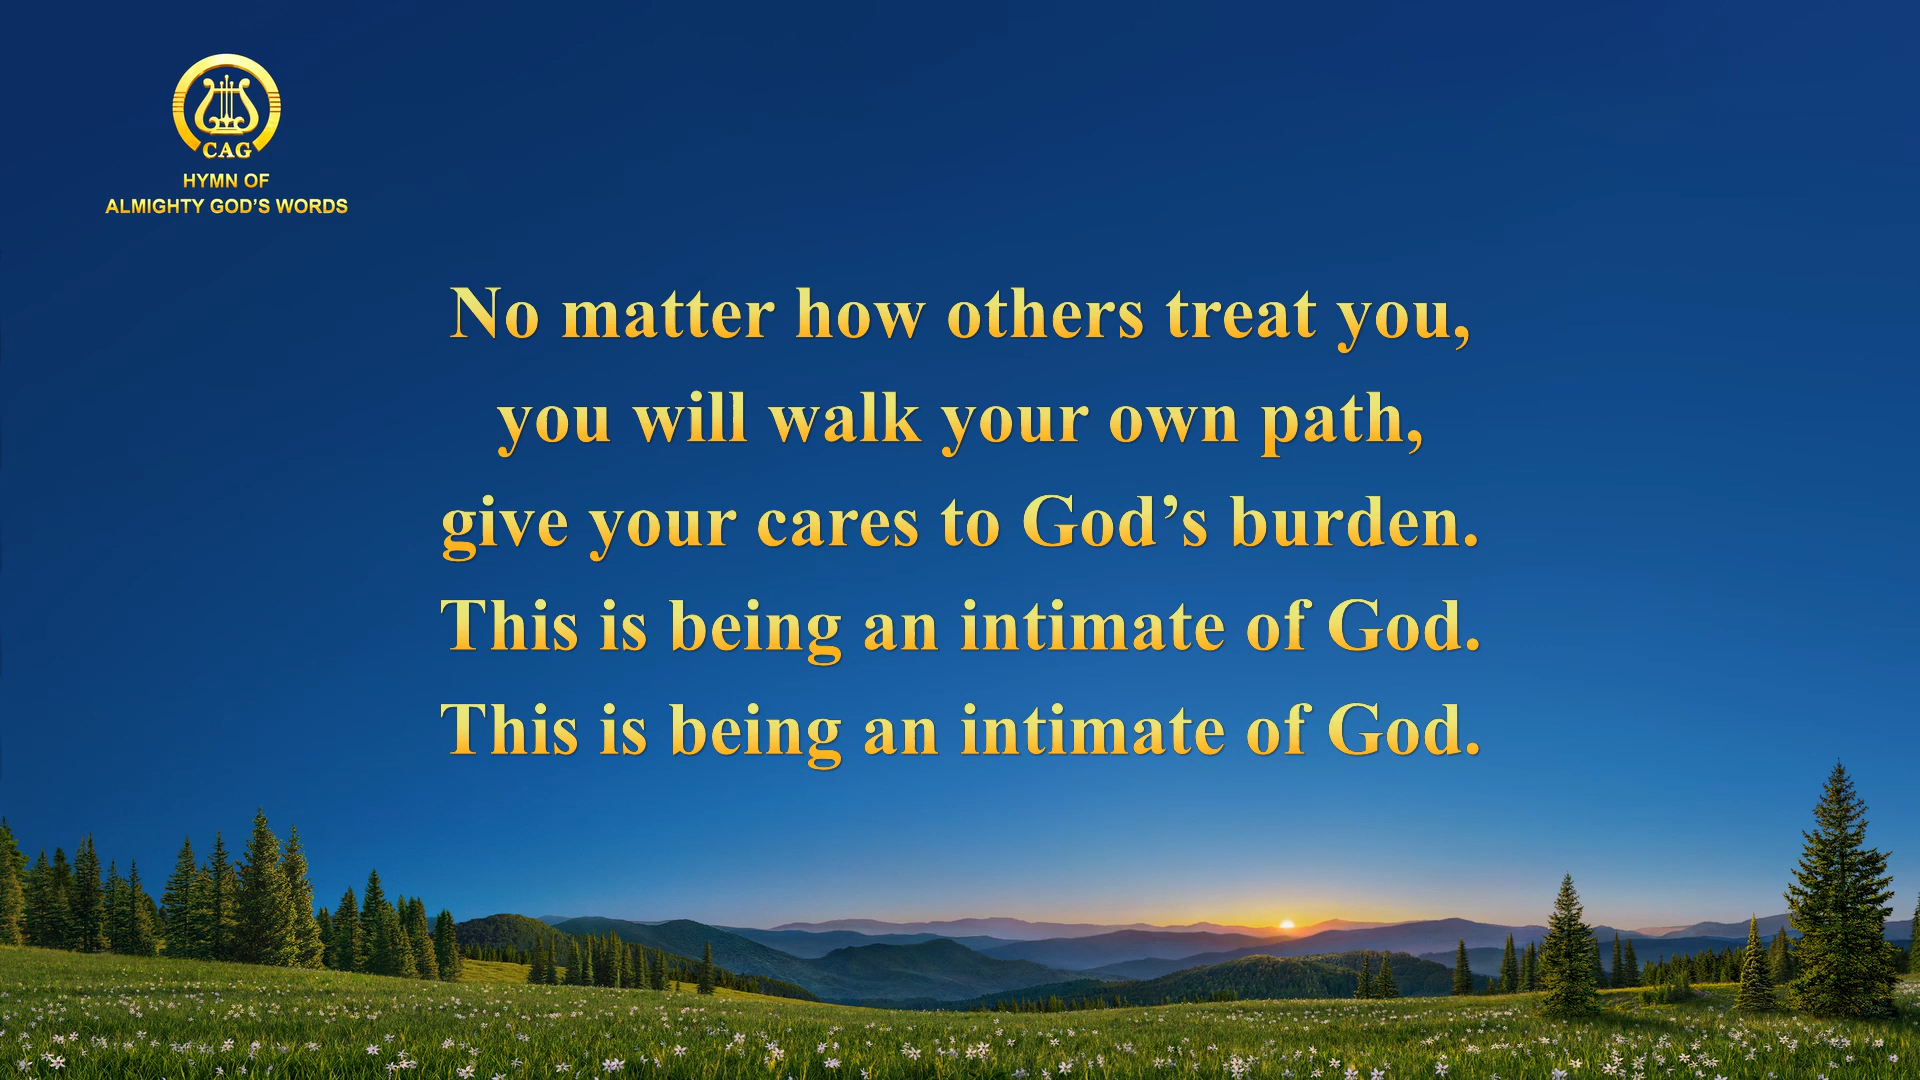 CAG
HYMN OF
ALMIGHTY GOD’S WORDS
No matter how others treat you,
you will walk your own path,
give your cares to God’s burden.
This is being an intimate of God.
This is being an intimate of God.